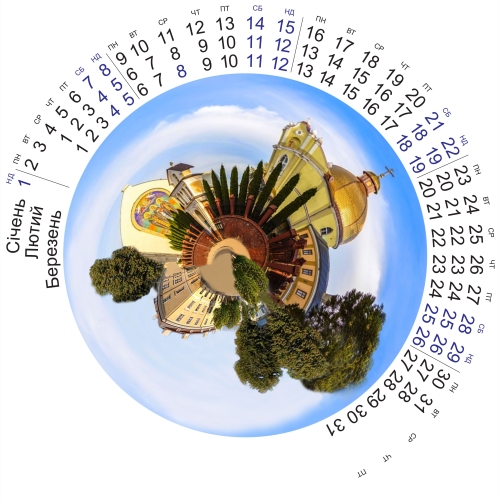 НД ПН ВТ СР ЧТ ПТ СБ НД ПН ВТ СР ЧТ ПТ СБ НД ПН ВТ СР ЧТ ПТ СБ НД ПН ВТ СР ЧТ ПТ СБ НД ПН ВТ СР ЧТ ПТ
Січень 1 2 3 4 5 6 7 8 9 10 11 12 13 14 15 16 17 18 19 20 21 22 23 24 25 26 27 28 29 30 31
Лютий 1 2 3 4 5 6 7 8 9 10 11 12 13 14 15 16 17 18 19 20 21 22 23 24 25 26 27 28
Березень 1 2 3 4 5 6 7 8 9 10 11 12 13 14 15 16 17 18 19 20 21 22 23 24 25 26 27 28 29 30 31